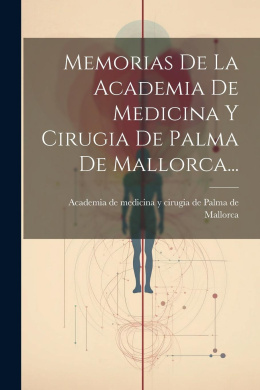 Memorias De La
Academia De
Medicina Y
Cirugia De Palma
De Mallorca...
Academia de medicina y cirugia de Palma de
Mallorca